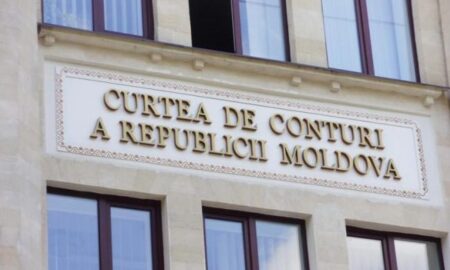 CURTEA DE CONTURI
A REPUBLICII MOLDOVA